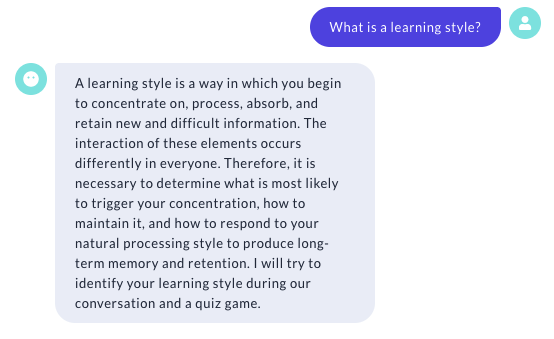 What is a learning style?
A learning style is a way in which you begin
to concentrate on, process, absorb, and
retain new and difficult information. The
interaction of these elements occurs
differently in everyone. Therefore, it is
necessary to determine what is most likely
to trigger your concentration, how to
maintain it, and how to respond to your
natural processing style to produce long-
term memory and retention. I will try to
identify your learning style during our
conversation and a quiz game.